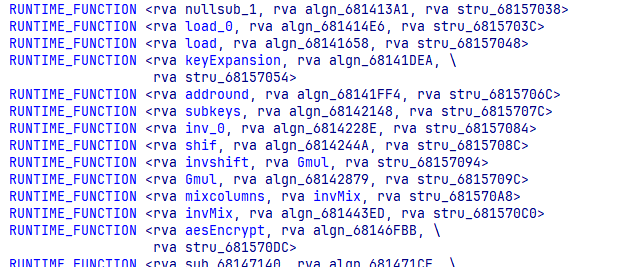 RUNTIME_FUNCTION <rva nullsub_1, rva algn_681413A1, rva stru_68157038>
RUNTIME_FUNCTION <rva load_0, rva algn_681414E6, rva stru_6815703C>
RUNTIME_FUNCTION <rva load, rva algn_68141658, rva stru_68157048>
RUNTIME_FUNCTION <rva keyExpansion, rva algn_68141DEA, \
rva stru_68157054>
RUNTIME_FUNCTION <rva addround, rva algn_68141FF4, rva stru_6815706C>
RUNTIME_FUNCTION <rva subkeys, rva algn_68142148, rva stru_6815707C>
RUNTIME_FUNCTION <rva inv_0, rva algn_6814228E, rva stru_68157084>
RUNTIME_FUNCTION <rva shif, rva algn_6814244A, rva stru_6815708C>
RUNTIME_FUNCTION <rva invshift, rva Gmul, rva stru_68157094>
RUNTIME_FUNCTION <rva Gmul, rva algn_68142879, rva stru_6815709C>
RUNTIME_FUNCTION <rva mixcolumns, rva invMix, rva stru_681570A8>
RUNTIME_FUNCTION <rva invMix, rva algn_681443ED, rva stru_681570C0>
RUNTIME_FUNCTION <rva aesEncrypt, rva algn_68146FBB, \
rva stru_681570DC>
RUNTIME_FUNCTION <rva sub_68147140, rva algn_681471CE, \